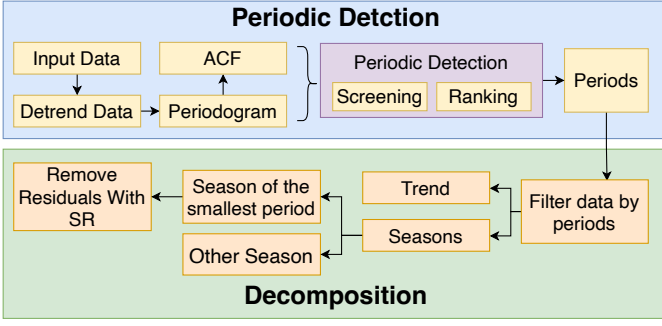 Periodic Detction
Input Data
ACF
Detrend Data
Periodogram
Periodic Detection
Screening
Ranking
Periods
Remove
Residuals With
SR
Season of the
smallest period
Other Season
Trend
Seasons
Filter data by
periods
Decomposition